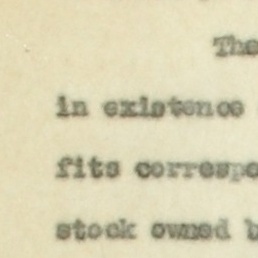 The
in existence
fits correspo
stock owned b